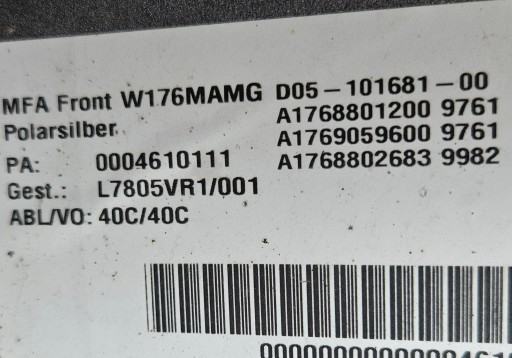 MFA Front W176MAMG D05-101681-00
Polarsilber A1768801200 9761
A1769059600 9761
PA: 0004610111 A1768802683 9982
Gest.: L7805VR1/001
ABL/VO: 40C/40C